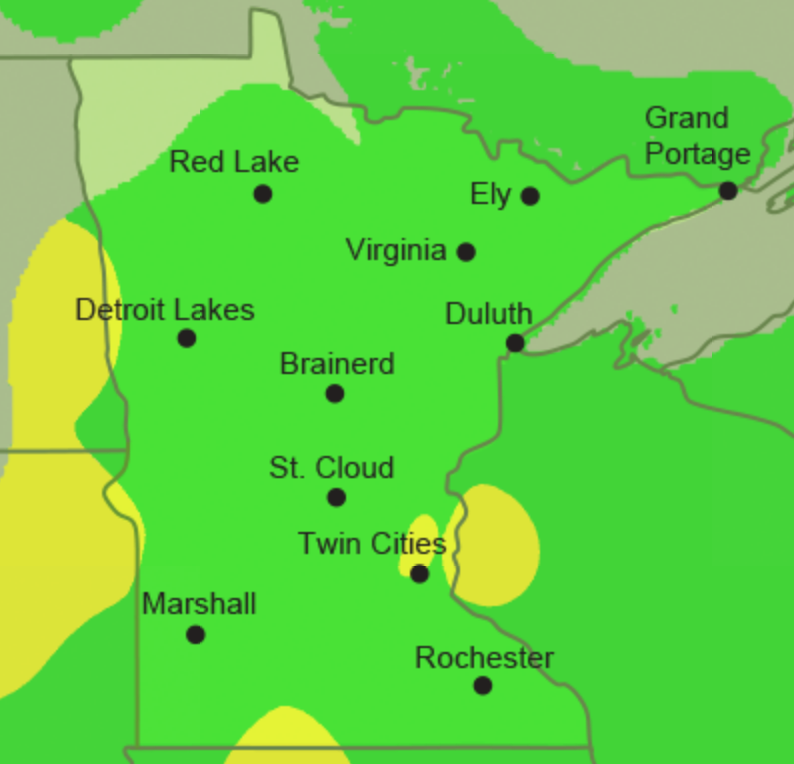 Grand
Portage
Red Lake
Ely
Virginia
Detroit Lakes
Duluth
Brainerd
St. Cloud
Twin Cities
Marshall
Rochester